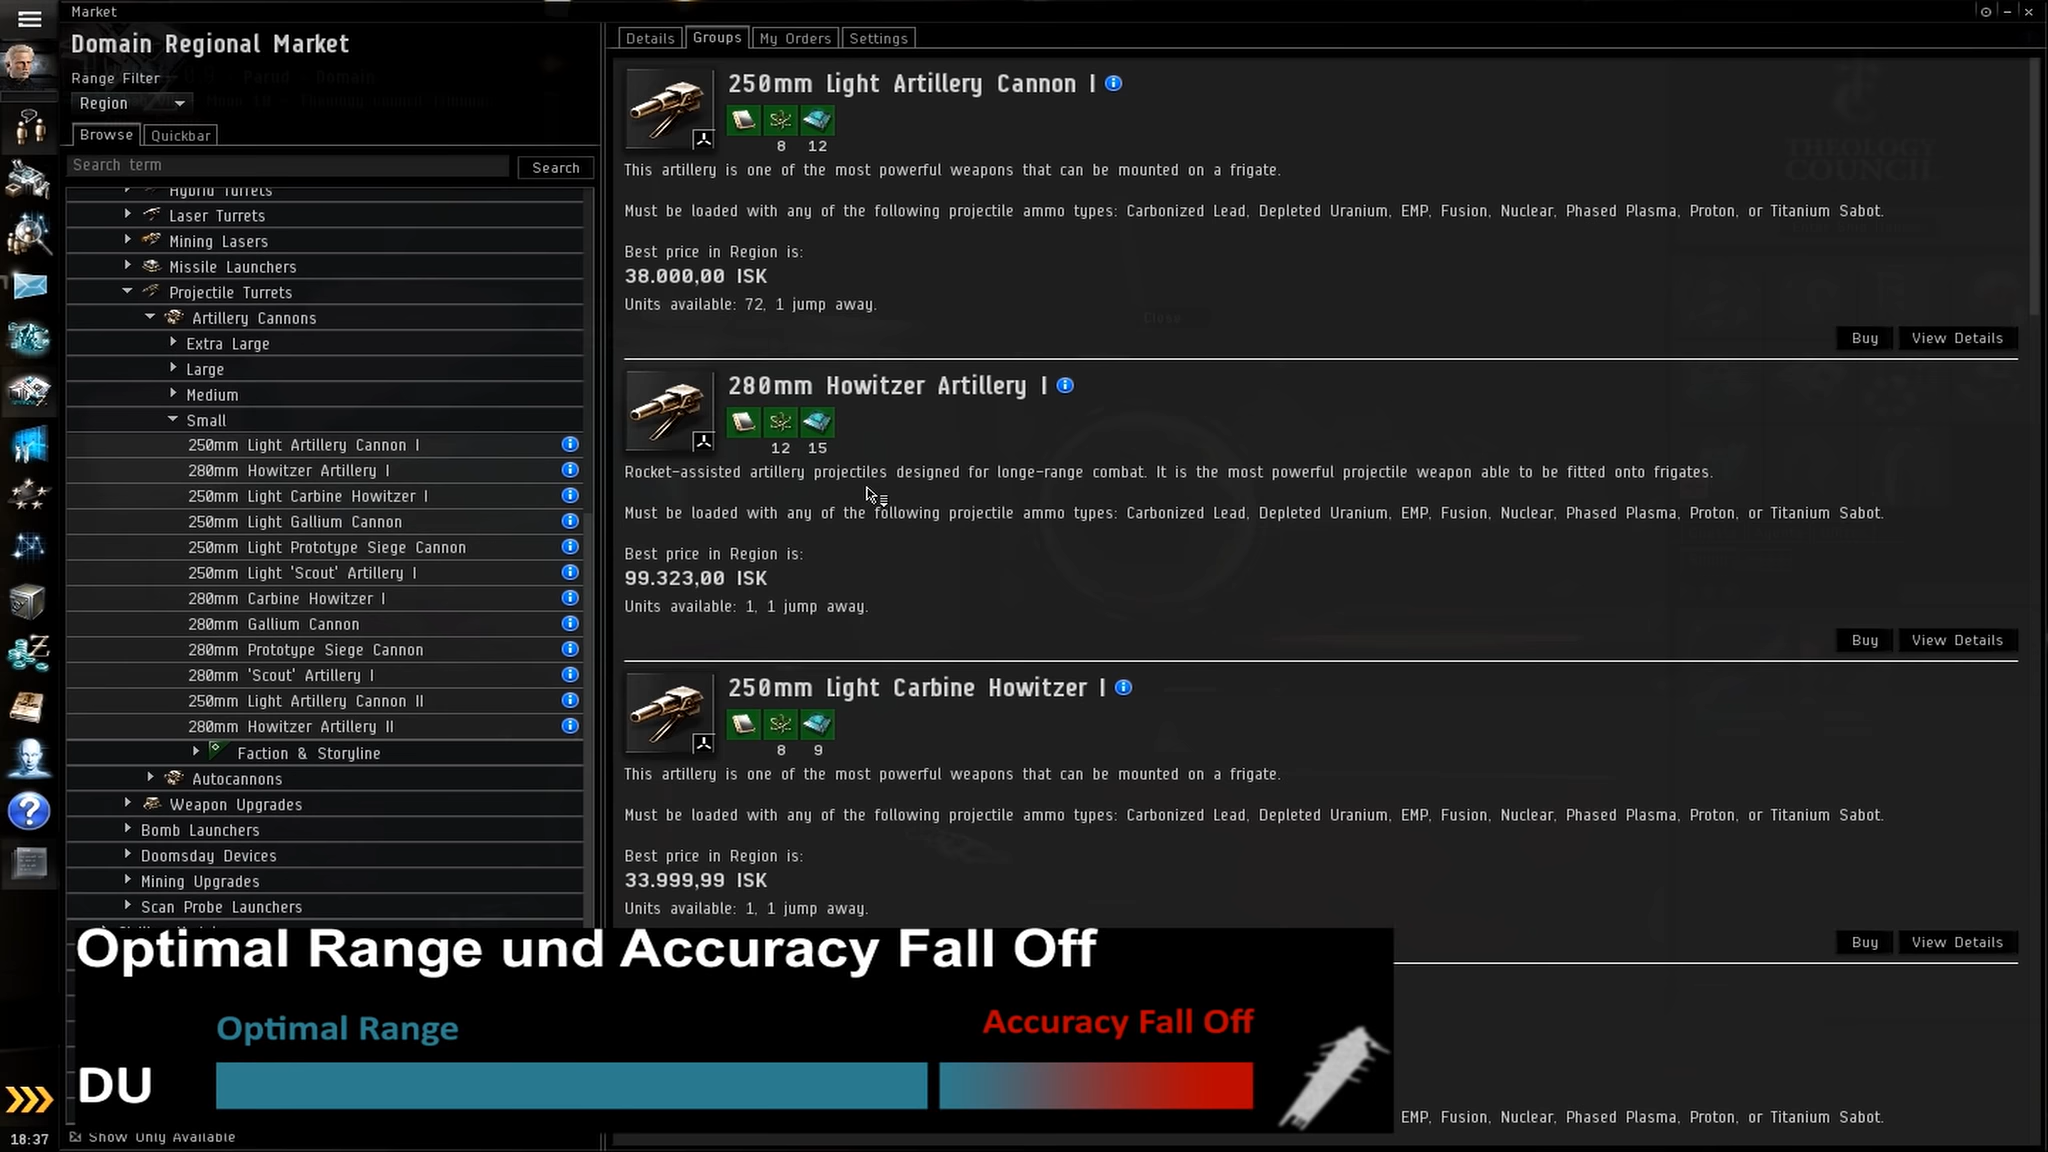 Market
Domain Regional Market
Range Filter
Region
Browse
Quickbar
Search term
Search
Hybrid Turrets
Laser Turrets
Mining Lasers
Missile Launchers
Projectile Turrets
Artillery Cannons
Extra Large
Large
Medium
Small
250mm Light Artillery Cannon I
280mm Howitzer Artillery I
250mm Light Carbine Howitzer I
250mm Light Gallium Cannon
250mm Light Prototype Siege Cannon
250mm Light 'Scout' Artillery I
280mm Carbine Howitzer I
280mm Gallium Cannon
280mm Prototype Siege Cannon
280mm 'Scout' Artillery I
250mm Light Artillery Cannon II
280mm Howitzer Artillery II
Faction & Storyline
Autocannons
Weapon Upgrades
Bomb Launchers
Doomsday Devices
Mining Upgrades
Scan Probe Launchers
Show Only Available
18:37
Details
Groups
My Orders
Settings
250mm Light Artillery Cannon I
8 12
This artillery is one of the most powerful weapons that can be mounted on a frigate.
Must be loaded with any of the following projectile ammo types: Carbonized Lead, Depleted Uranium, EMP, Fusion, Nuclear, Phased Plasma, Proton, or Titanium Sabot.
Best price in Region is:
38.000,00 ISK
Units available: 72, 1 jump away.
Buy View Details
280mm Howitzer Artillery I
12 15
Rocket-assisted artillery projectiles designed for longe-range combat. It is the most powerful projectile weapon able to be fitted onto frigates.
Must be loaded with any of the following projectile ammo types: Carbonized Lead, Depleted Uranium, EMP, Fusion, Nuclear, Phased Plasma, Proton, or Titanium Sabot.
Best price in Region is:
99.323,00 ISK
Units available: 1, 1 jump away.
Buy View Details
250mm Light Carbine Howitzer I
8 9
This artillery is one of the most powerful weapons that can be mounted on a frigate.
Must be loaded with any of the following projectile ammo types: Carbonized Lead, Depleted Uranium, EMP, Fusion, Nuclear, Phased Plasma, Proton, or Titanium Sabot.
Best price in Region is:
33.999,99 ISK
Units available: 1, 1 jump away.
Buy View Details
EMP, Fusion, Nuclear, Phased Plasma, Proton, or Titanium Sabot.
Optimal Range und Accuracy Fall Off
Optimal Range
Accuracy Fall Off
DU
THEOLOGY
COUNCIL
Close